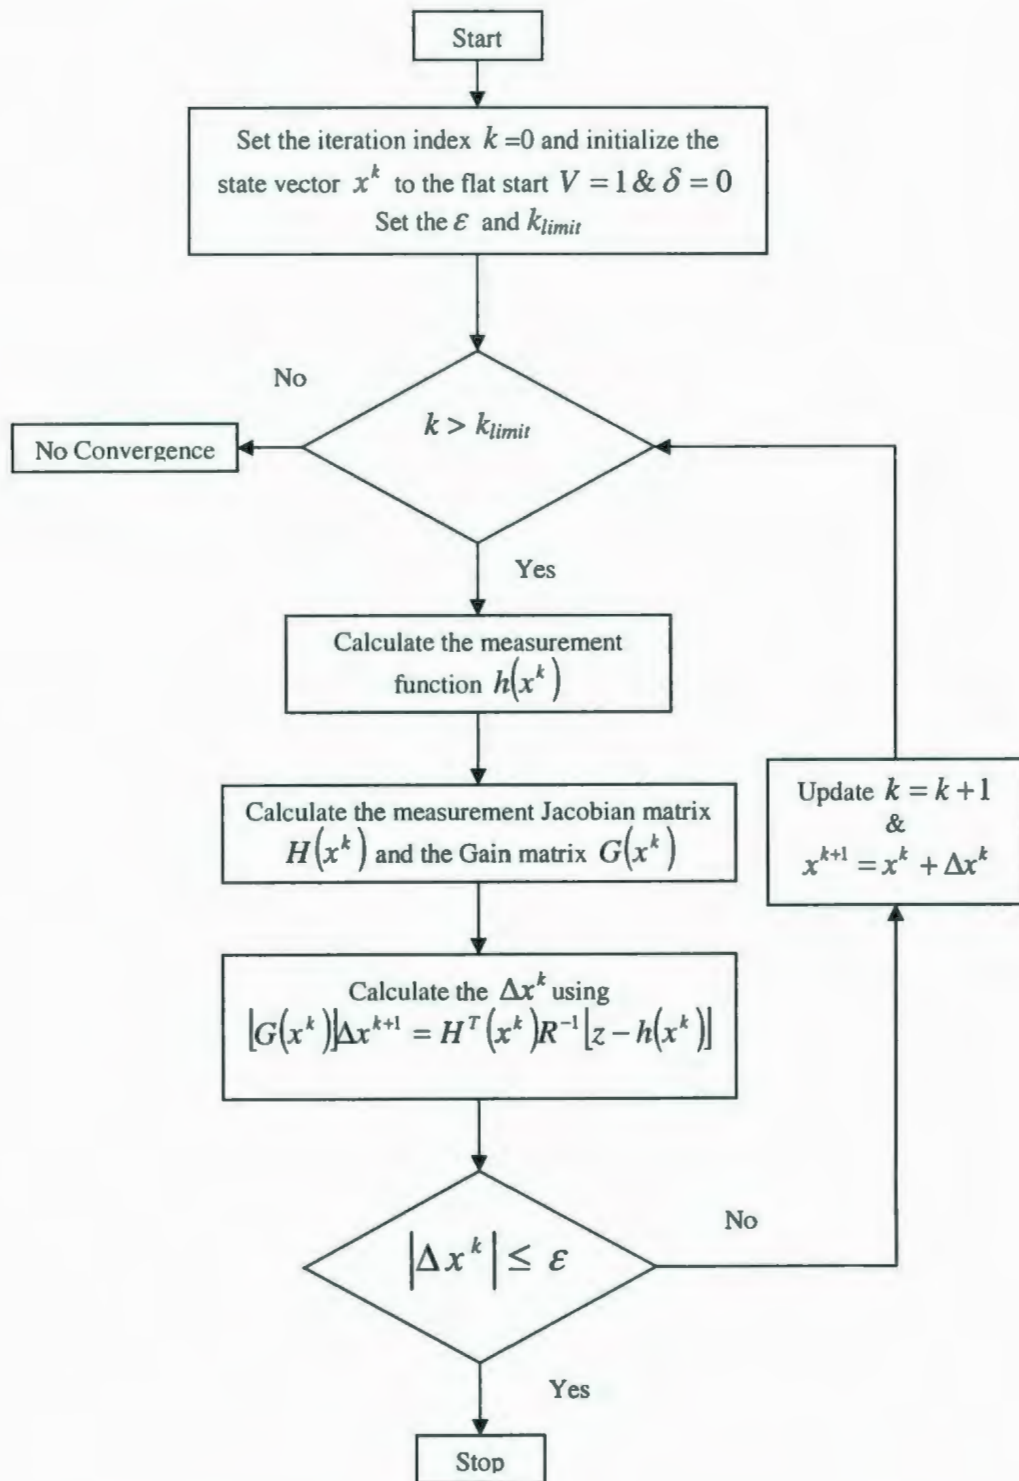 Start
Set the iteration index k =0 and initialize the
state vector x^k to the flat start V = 1 & δ = 0
Set the ε and k_limit
No
k > k_limit
No Convergence
Yes
Calculate the measurement
function h(x^k)
Calculate the measurement Jacobian matrix
H(x^k) and the Gain matrix G(x^k)
Update k = k + 1
&
x^{k+1} = x^k + Δx^k
Calculate the Δx^k using
[G(x^k)]Δx^{k+1} = H^T(x^k)R^{-1}[z − h(x^k)]
No
|Δx^k| ≤ ε
Yes
Stop